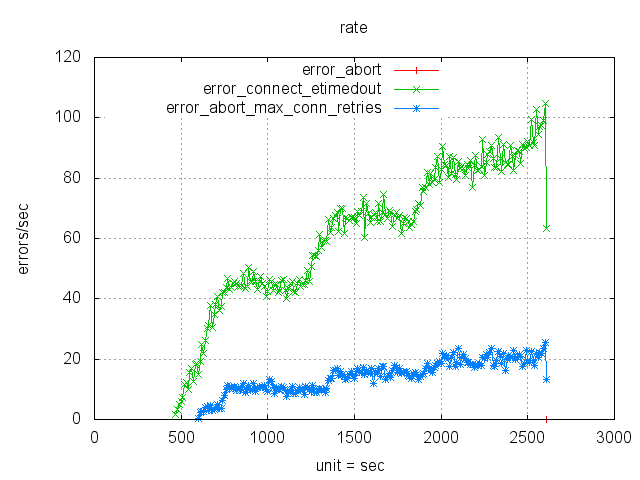 rate
120
100
80
60
40
20
0
errors/sec
error_abort
error_connect_etimedout
error_abort_max_conn_retries
0 500 1000 1500 2000 2500 3000
unit = sec